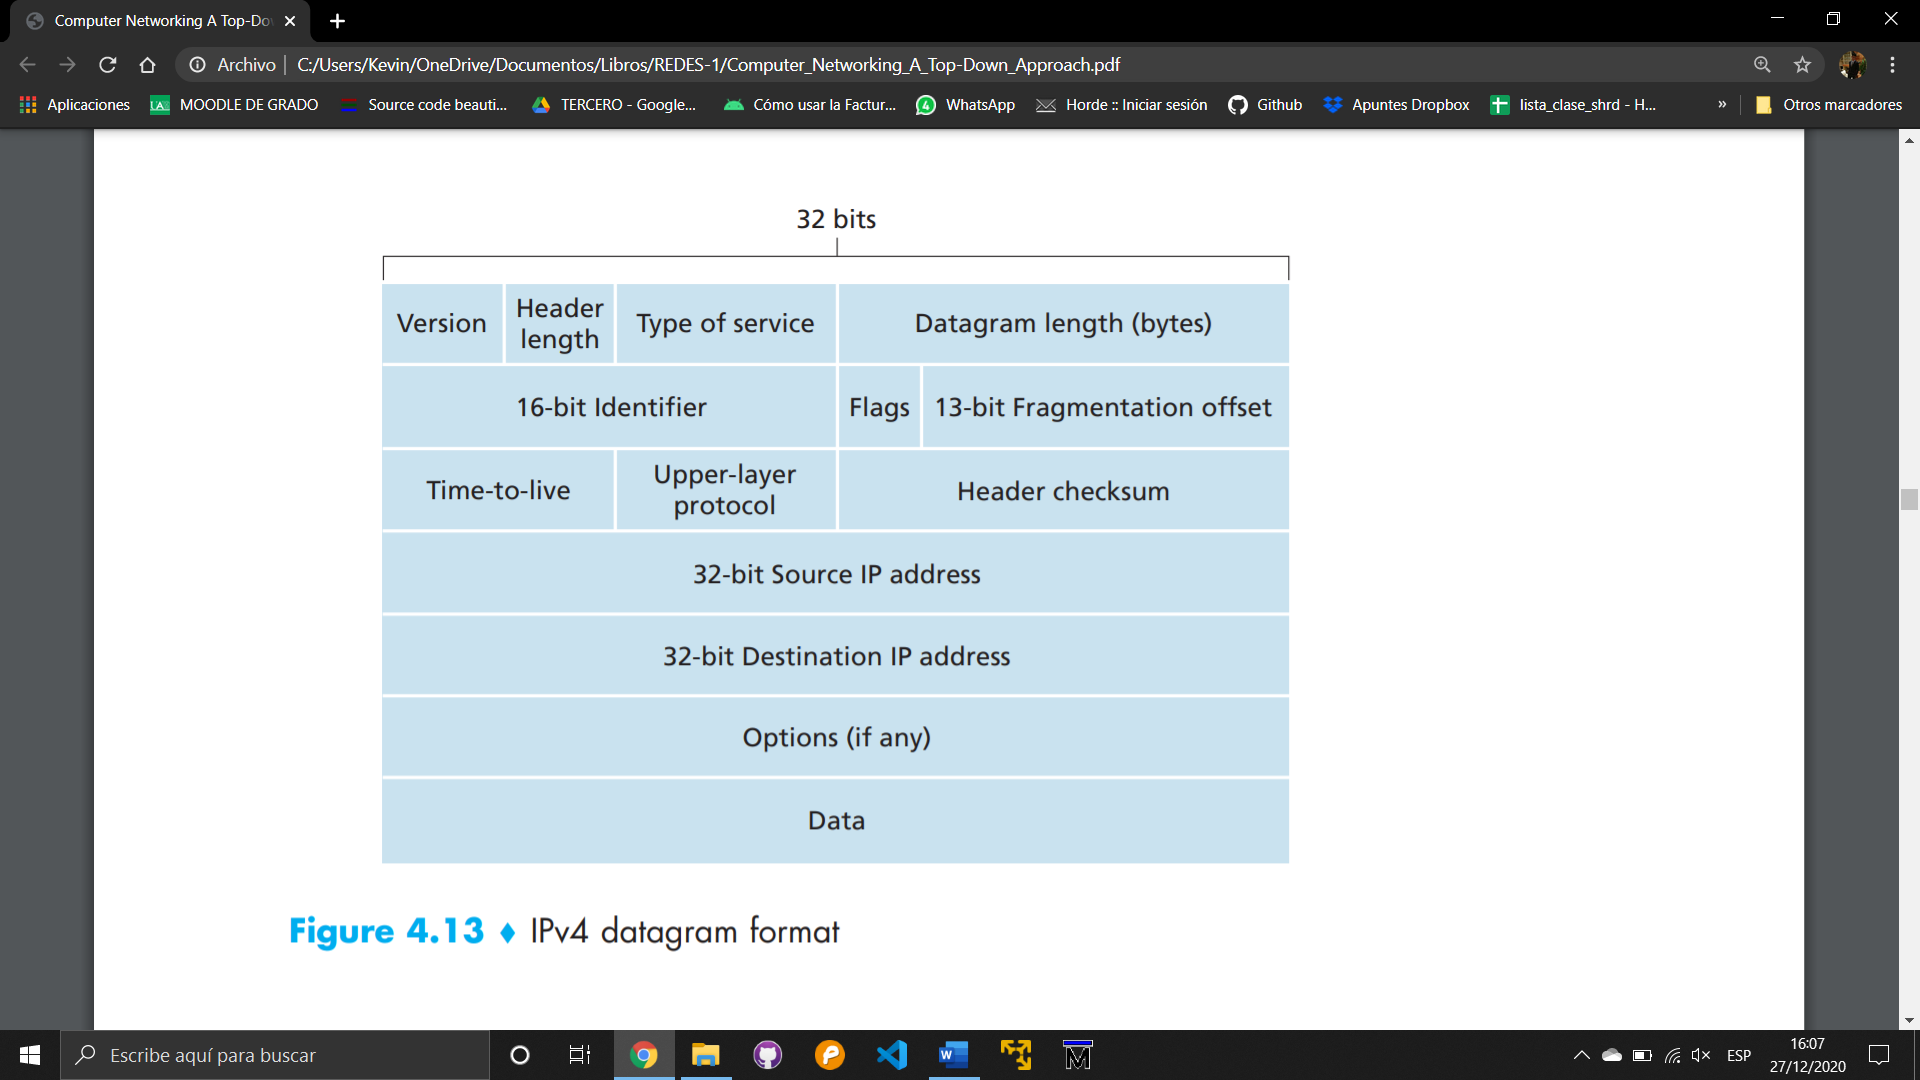 Computer Networking A Top-Do
Archivo
C:/Users/Kevin/OneDrive/Documentos/Libros/REDES-1/Computer_Networking_A_Top-Down_Approach.pdf
Aplicaciones
MOODLE DE GRADO
Source code beauti...
TERCERO - Google...
Cómo usar la Factur...
WhatsApp
Horde :: Iniciar sesión
Github
Apuntes Dropbox
lista_clase_shrd - H...
»
Otros marcadores
32 bits
Version
Header
length
Type of service
Datagram length (bytes)
16-bit Identifier
Flags
13-bit Fragmentation offset
Time-to-live
Upper-layer
protocol
Header checksum
32-bit Source IP address
32-bit Destination IP address
Options (if any)
Data
Figure 4.13 ♦ IPv4 datagram format
Escribe aquí para buscar
ESP
16:07
27/12/2020